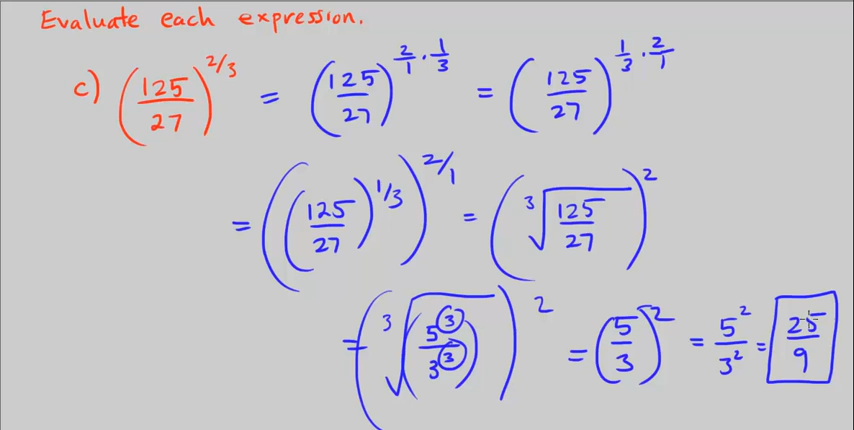 Evaluate each expression.
c) (125/27)^2/3 = (125/27)^2/1 · 1/3 = (125/27)^1/3 · 2/1
= ((125/27)^1/3)^2/1 = (∛(125/27))^2
= (∛(5^3/3^3))^2 = (5/3)^2 = 5^2/3^2 = 25/9